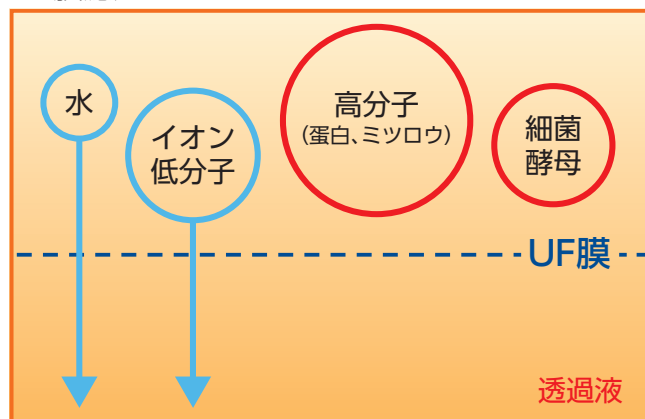 水
イオン
低分子
高分子
(蛋白、ミツロウ)
細菌
酵母
UF膜
透過液